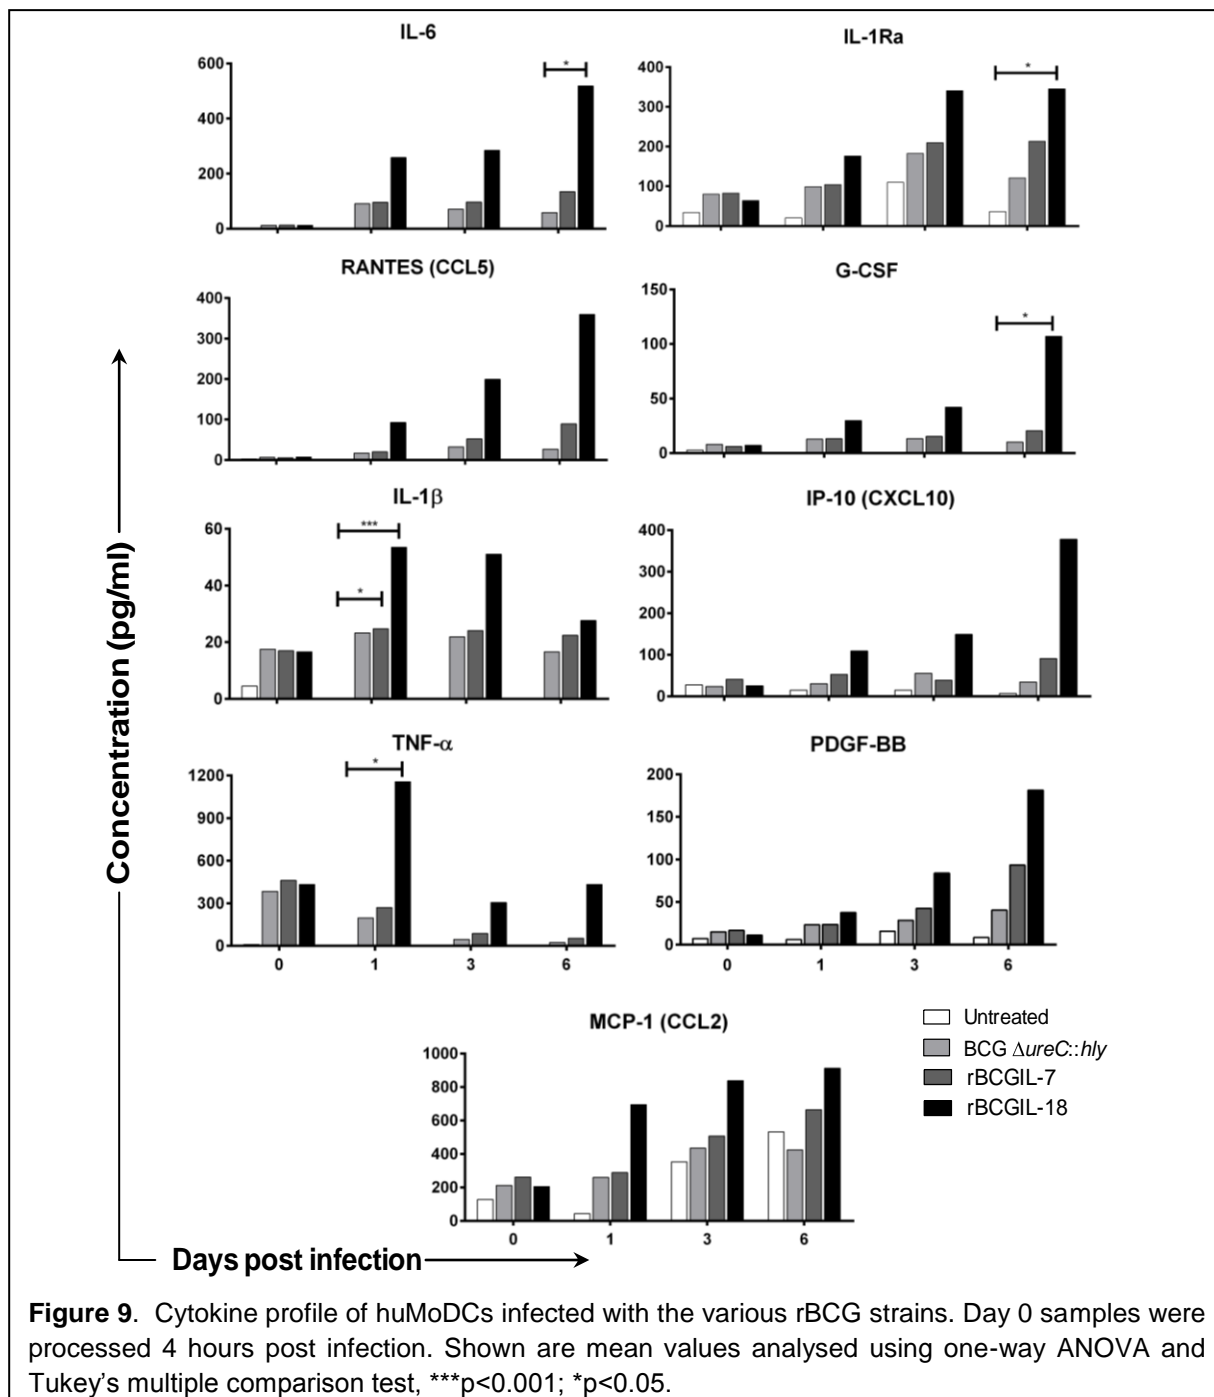 IL-6
600
400
200
0
*
IL-1Ra
400
300
200
100
0
*
RANTES (CCL5)
400
300
200
100
0
G-CSF
150
100
50
0
*
IL-1β
60
40
20
0
***
*
IP-10 (CXCL10)
400
300
200
100
0
TNF-α
1200
900
600
300
0
*
0 1 3 6
PDGF-BB
200
150
100
50
0
0 1 3 6
MCP-1 (CCL2)
1000
800
600
400
200
0
0 1 3 6
Untreated
BCG ΔureC::hly
rBCGIL-7
rBCGIL-18
Concentration (pg/ml)
Days post infection
Figure 9. Cytokine profile of huMoDCs infected with the various rBCG strains. Day 0 samples were
processed 4 hours post infection. Shown are mean values analysed using one-way ANOVA and
Tukey's multiple comparison test, ***p<0.001; *p<0.05.